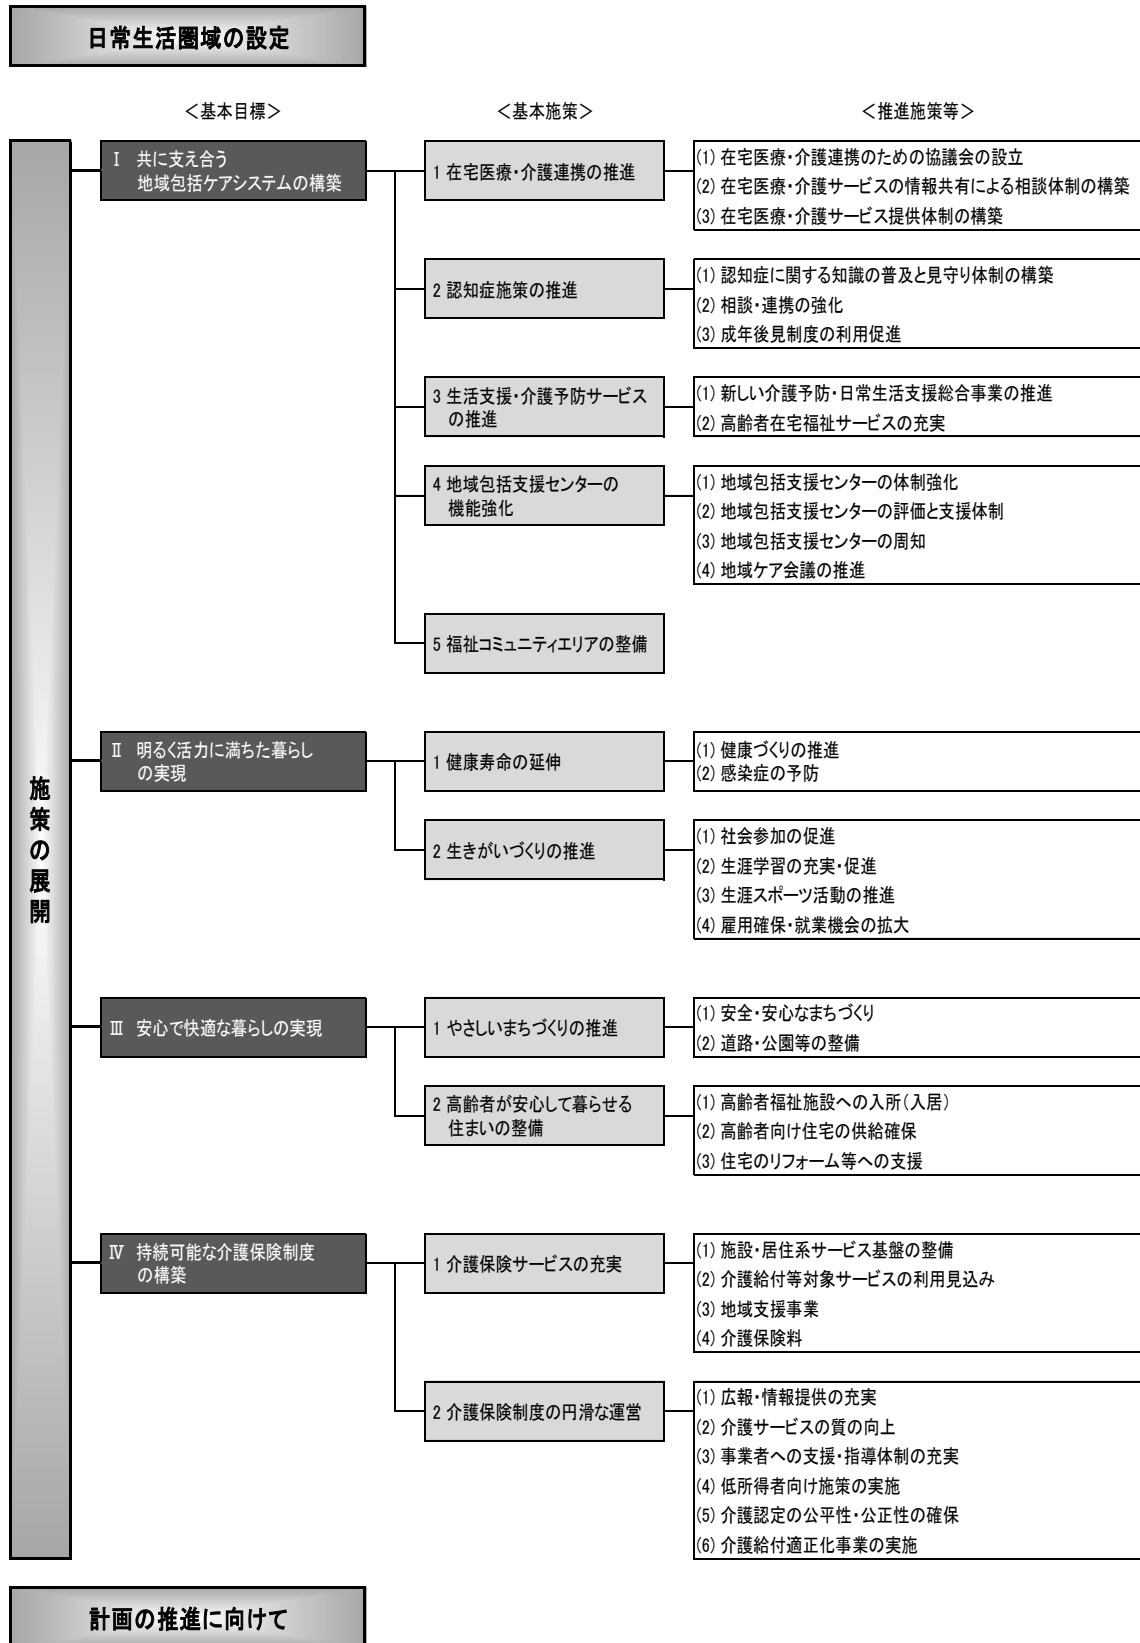 日常生活圏域の設定
＜基本目標＞
＜基本施策＞
＜推進施策等＞
施策の展開
Ⅰ 共に支え合う
地域包括ケアシステムの構築
1 在宅医療・介護連携の推進
(1) 在宅医療・介護連携のための協議会の設立
(2) 在宅医療・介護サービスの情報共有による相談体制の構築
(3) 在宅医療・介護サービス提供体制の構築
2 認知症施策の推進
(1) 認知症に関する知識の普及と見守り体制の構築
(2) 相談・連携の強化
(3) 成年後見制度の利用促進
3 生活支援・介護予防サービス
の推進
(1) 新しい介護予防・日常生活支援総合事業の推進
(2) 高齢者在宅福祉サービスの充実
4 地域包括支援センターの
機能強化
(1) 地域包括支援センターの体制強化
(2) 地域包括支援センターの評価と支援体制
(3) 地域包括支援センターの周知
(4) 地域ケア会議の推進
5 福祉コミュニティエリアの整備
Ⅱ 明るく活力に満ちた暮らし
の実現
1 健康寿命の延伸
(1) 健康づくりの推進
(2) 感染症の予防
2 生きがいづくりの推進
(1) 社会参加の促進
(2) 生涯学習の充実・促進
(3) 生涯スポーツ活動の推進
(4) 雇用確保・就業機会の拡大
Ⅲ 安心で快適な暮らしの実現
1 やさしいまちづくりの推進
(1) 安全・安心なまちづくり
(2) 道路・公園等の整備
2 高齢者が安心して暮らせる
住まいの整備
(1) 高齢者福祉施設への入所（入居）
(2) 高齢者向け住宅の供給確保
(3) 住宅のリフォーム等への支援
Ⅳ 持続可能な介護保険制度
の構築
1 介護保険サービスの充実
(1) 施設・居住系サービス基盤の整備
(2) 介護給付等対象サービスの利用見込み
(3) 地域支援事業
(4) 介護保険料
2 介護保険制度の円滑な運営
(1) 広報・情報提供の充実
(2) 介護サービスの質の向上
(3) 事業者への支援・指導体制の充実
(4) 低所得者向け施策の実施
(5) 介護認定の公平性・公正性の確保
(6) 介護給付適正化事業の実施
計画の推進に向けて